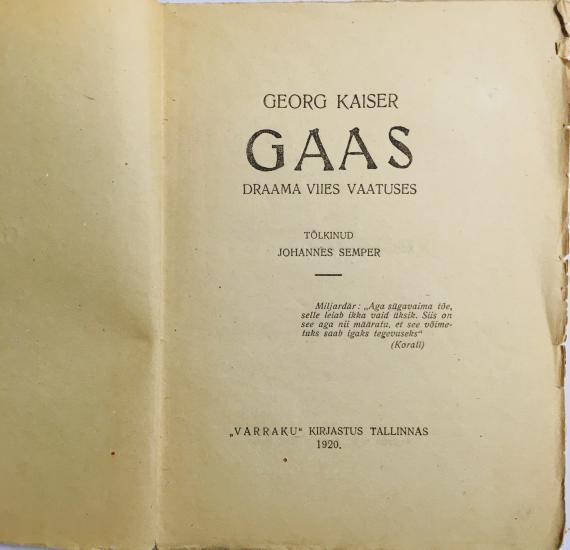 GEORG KAISER
GAAS
DRAAMA VIIES VAATUSES
TÕLKINUD
JOHANNES SEMPER
Miljardär: „Aga sügavaima tõe,
selle leiab ikka vaid üksik. Siis on
see aga nii määratu, et see võime-
tuks saab igaks tegevuseks“
(Korall)
„VARRAKU“ KIRJASTUS TALLINNAS
1920.